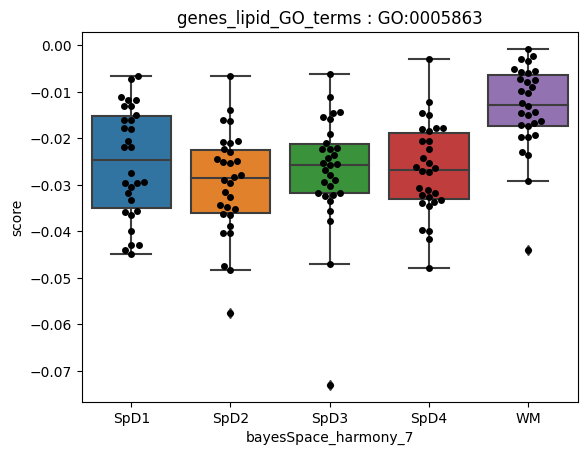 genes_lipid_GO_terms : GO:0005863
0.00
−0.01
−0.02
−0.03
−0.04
−0.05
−0.06
−0.07
score
SpD1 SpD2 SpD3 SpD4 WM
bayesSpace_harmony_7